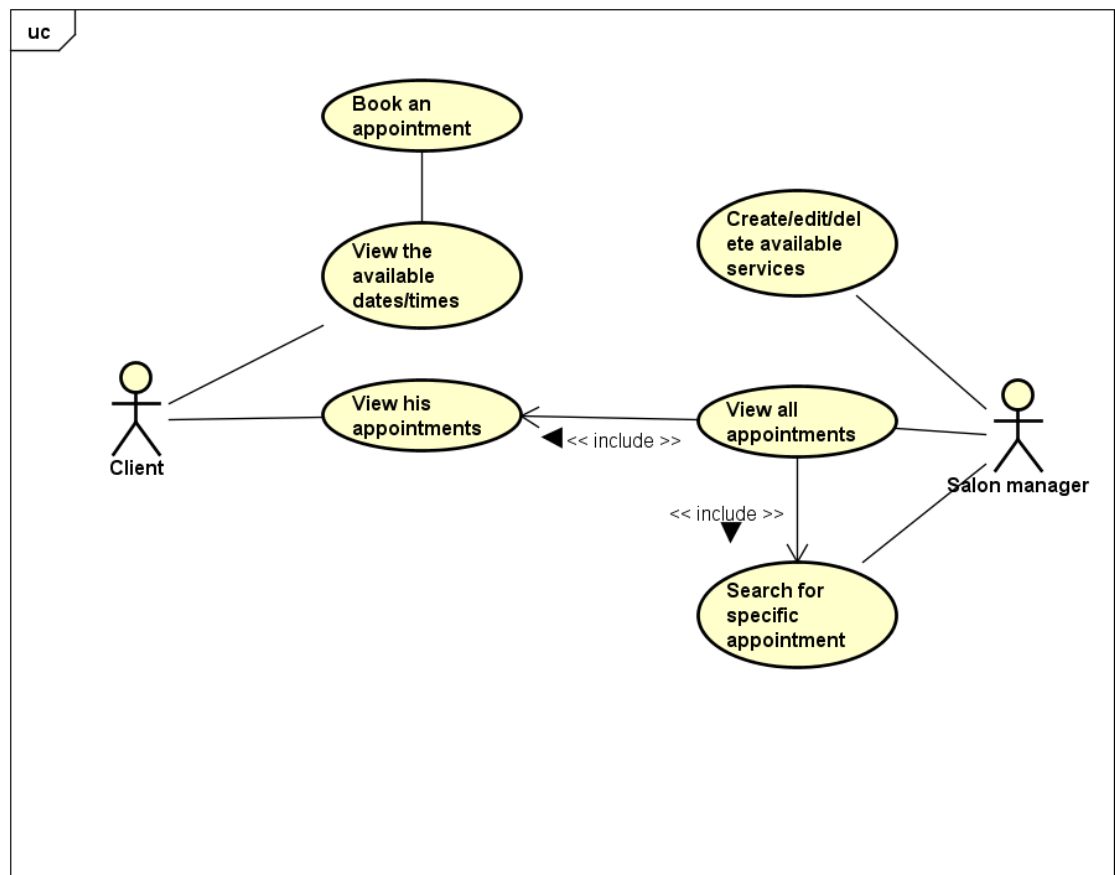 uc
Book an
appointment
View the
available
dates/times
Create/edit/del
ete available
services
View his
appointments
<< include >>
View all
appointments
Client
Salon manager
<< include >>
Search for
specific
appointment